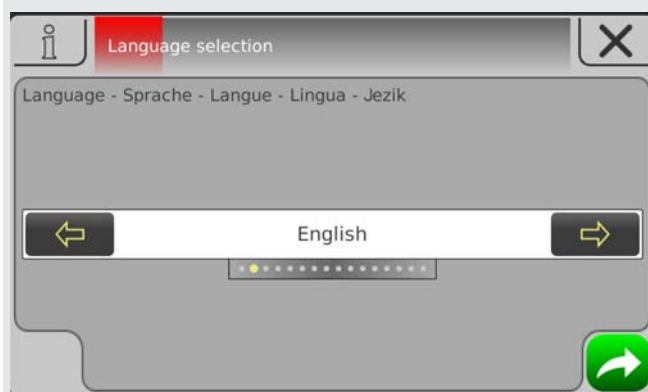 Language selection
Language - Sprache - Langue - Lingua - Jezik
English